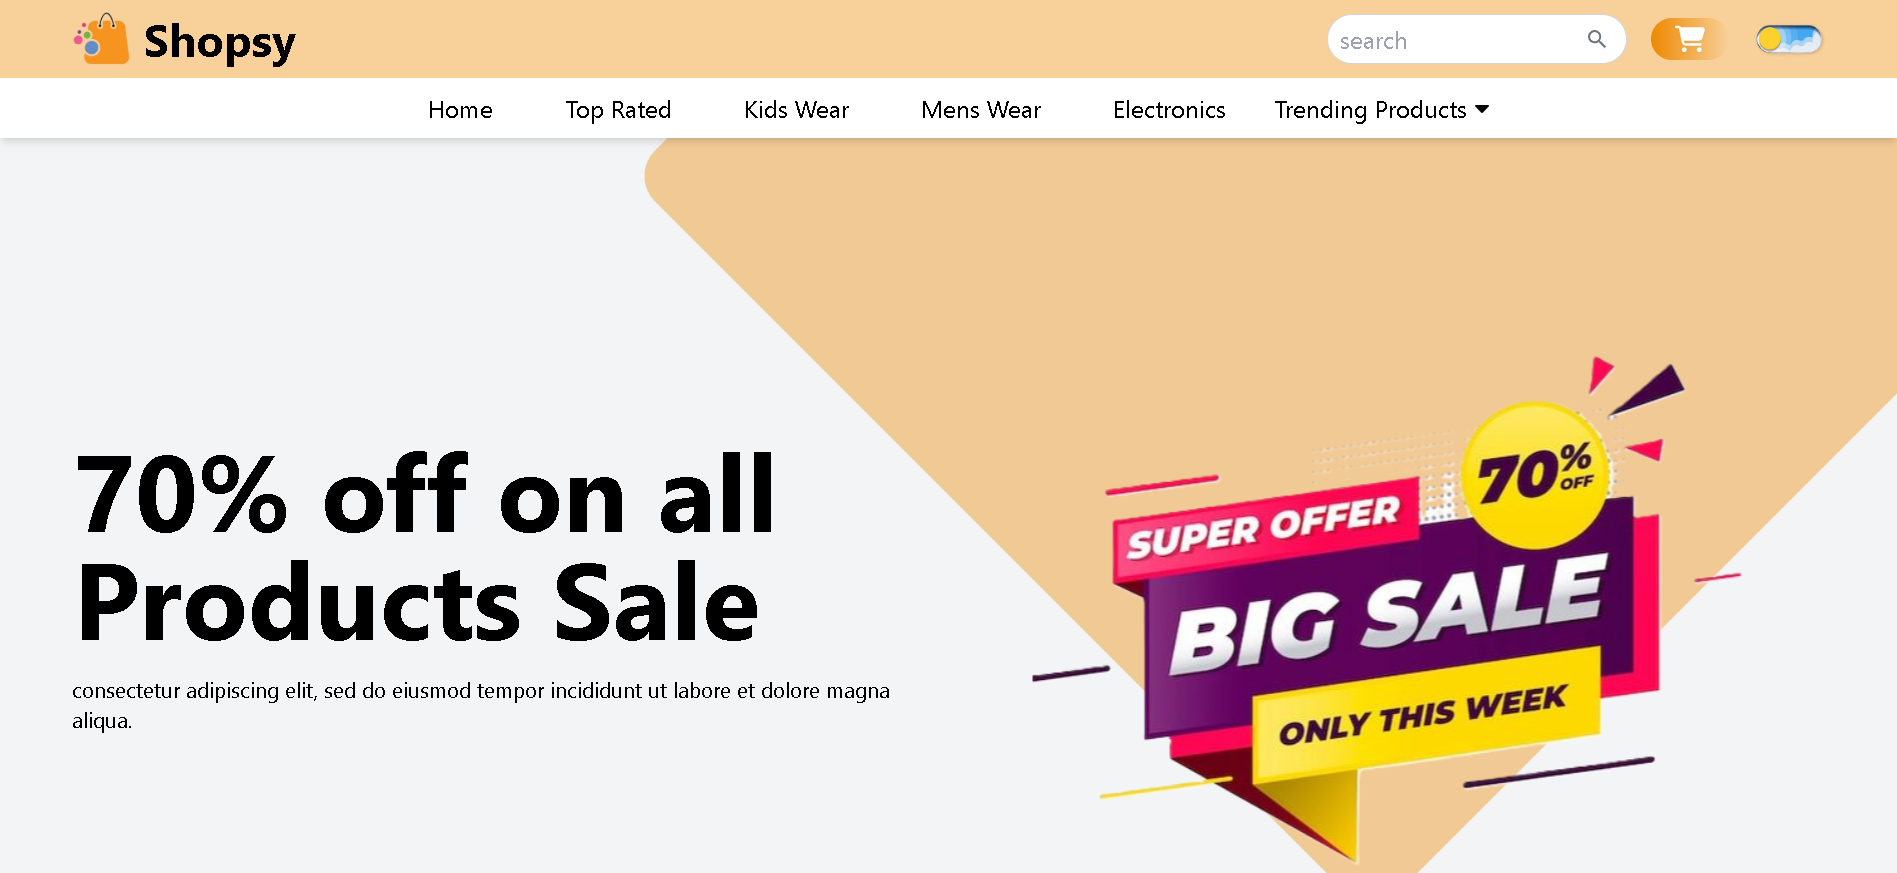 Shopsy
search
Home
Top Rated
Kids Wear
Mens Wear
Electronics
Trending Products
70% off on all
Products Sale
consectetur adipiscing elit, sed do eiusmod tempor incididunt ut labore et dolore magna
aliqua.
70%
OFF
SUPER OFFER
BIG SALE
ONLY THIS WEEK